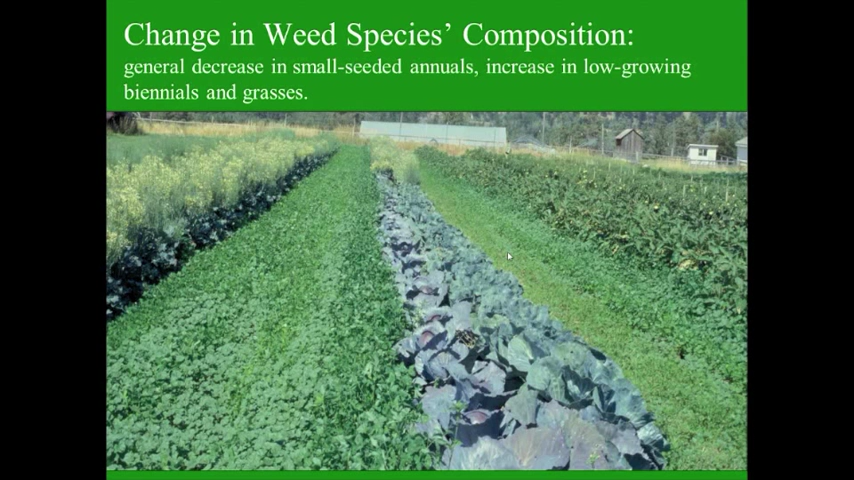 Change in Weed Species’ Composition:
general decrease in small-seeded annuals, increase in low-growing
biennials and grasses.